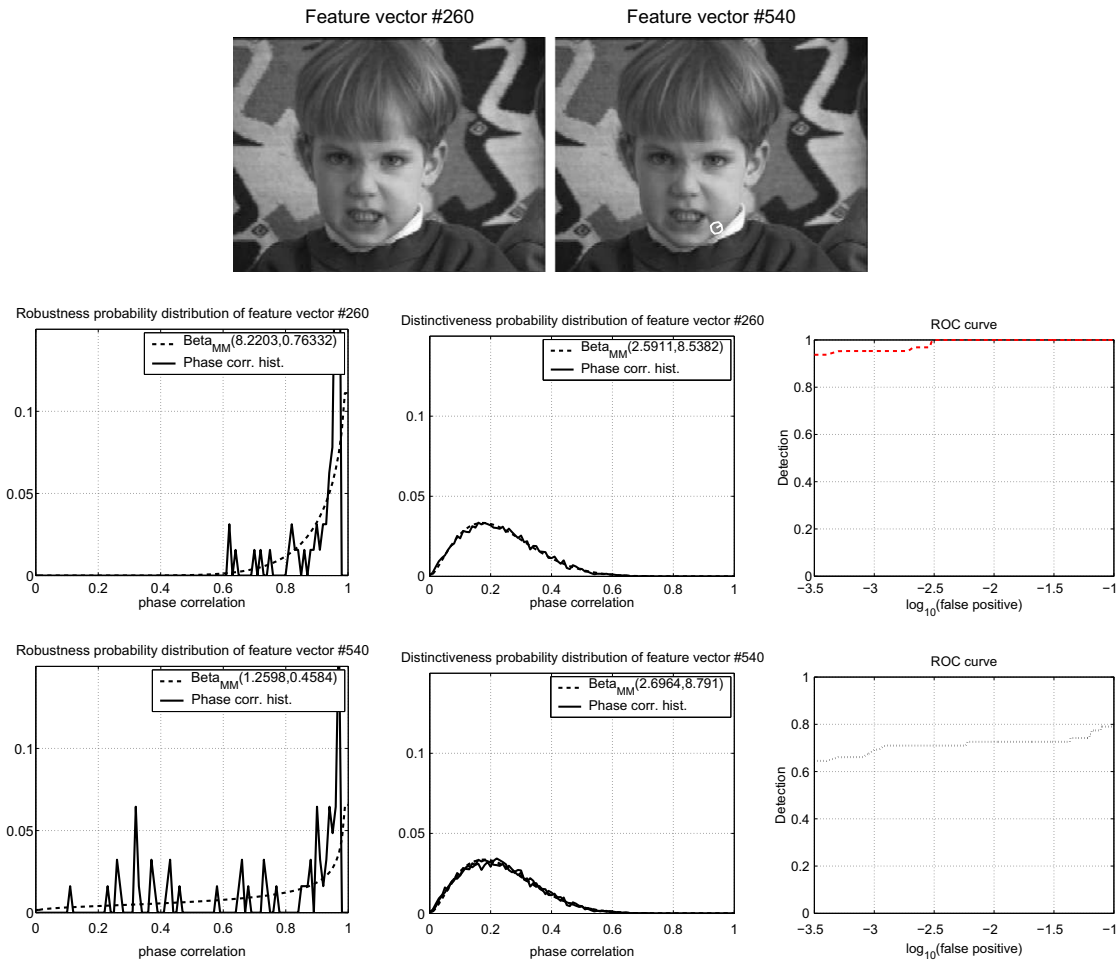 Feature vector #260
Feature vector #540
Robustness probability distribution of feature vector #260
Beta_MM(8.2203,0.76332)
Phase corr. hist.
0.1
0.05
0
0 0.2 0.4 0.6 0.8 1
phase correlation
Distinctiveness probability distribution of feature vector #260
Beta_MM(2.5911,8.5382)
Phase corr. hist.
0.1
0.05
0
0 0.2 0.4 0.6 0.8 1
phase correlation
ROC curve
1
0.8
0.6
0.4
0.2
0
Detection
−3.5 −3 −2.5 −2 −1.5 −1
log10(false positive)
Robustness probability distribution of feature vector #540
Beta_MM(1.2598,0.4584)
Phase corr. hist.
0.1
0.05
0
0 0.2 0.4 0.6 0.8 1
phase correlation
Distinctiveness probability distribution of feature vector #540
Beta_MM(2.6964,8.791)
Phase corr. hist.
0.1
0.05
0
0 0.2 0.4 0.6 0.8 1
phase correlation
ROC curve
1
0.8
0.6
0.4
0.2
0
Detection
−3.5 −3 −2.5 −2 −1.5 −1
log10(false positive)